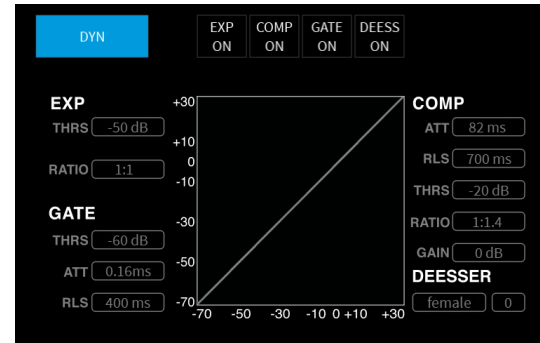 DYN
EXP ON
COMP ON
GATE ON
DEESS ON
EXP
THRS -50 dB
RATIO 1:1
GATE
THRS -60 dB
ATT 0.16ms
RLS 400 ms
+30
+10
0
-10
-30
-50
-70
-70 -50 -30 -10 0 +10 +30
COMP
ATT 82 ms
RLS 700 ms
THRS -20 dB
RATIO 1:1.4
GAIN 0 dB
DEESSER
female 0